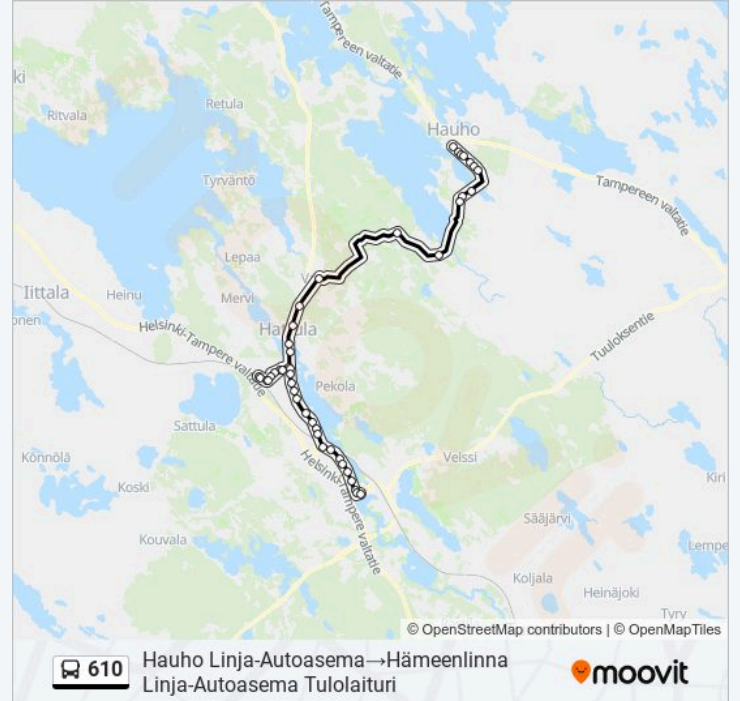 Tampereen valtatie
ki
Ritvala
Retula
Hauho
Tyrväntö
Tampereen valtatie
Lepaa
Iittala
Heinu
Mervi
onen
Helsinki-Tampere valtatie
Tuuloksentie
Pekola
Sattula
Könnölä
Velssi
Helsinki-Tampere valtatie
Koski
Kiri
Sääjärvi
Kouvala
Lempe
Koljala
Heinäjoki
Tyry
© OpenStreetMap contributors | © OpenMapTiles
610
Hauho Linja-Autoasema→Hämeenlinna
Linja-Autoasema Tulolaituri
moovit